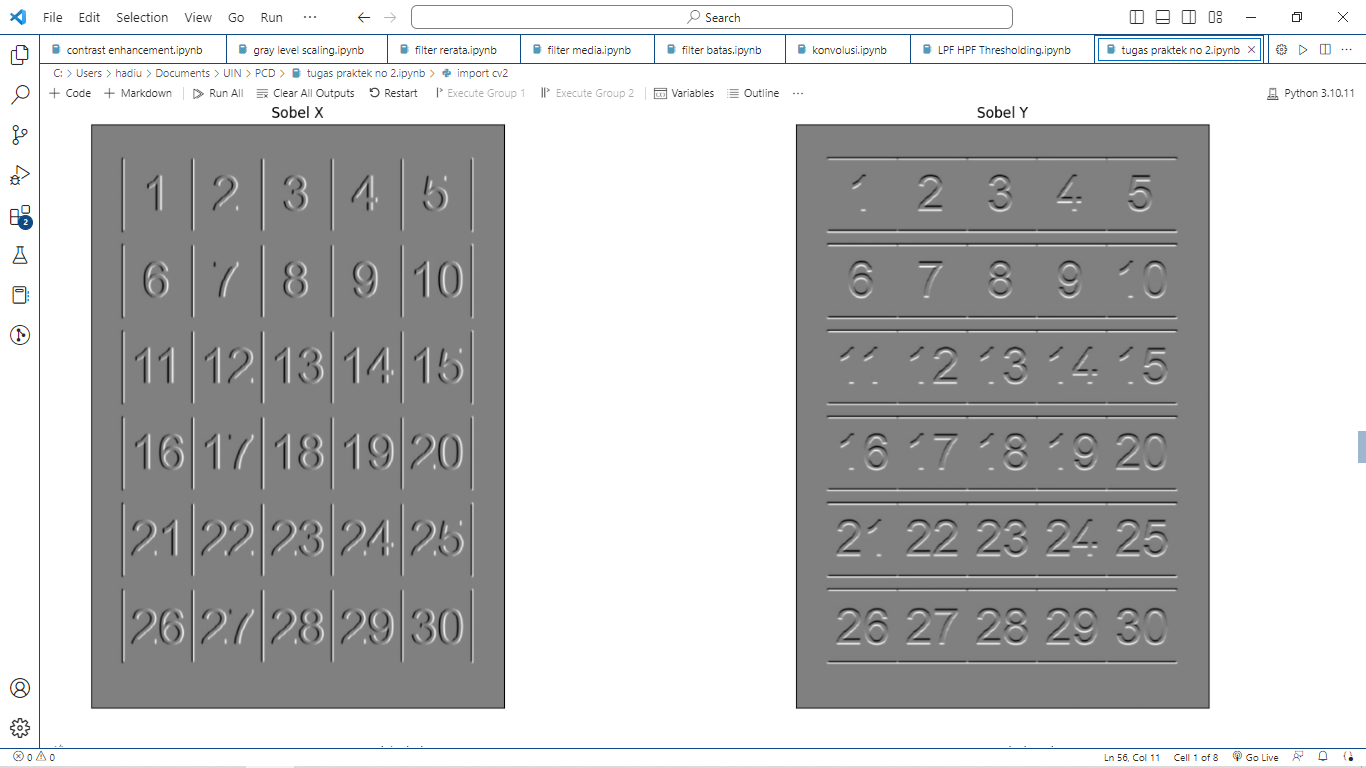 File Edit Selection View Go Run ··· Search
contrast enhancement.ipynb gray level scaling.ipynb filter rerata.ipynb filter media.ipynb filter batas.ipynb konvolusi.ipynb LPF HPF Thresholding.ipynb tugas praktek no 2.ipynb
C: > Users > hadiu > Documents > UIN > PCD > tugas praktek no 2.ipynb > import cv2
+ Code + Markdown Run All Clear All Outputs Restart Execute Group 1 Execute Group 2 Variables Outline ··· Python 3.10.11
Sobel X Sobel Y
1 2 3 4 5
6 7 8 9 10
11 12 13 14 15
16 17 18 19 20
21 22 23 24 25
26 27 28 29 30
1 2 3 4 5
6 7 8 9 10
11 12 13 14 15
16 17 18 19 20
21 22 23 24 25
26 27 28 29 30
2
0 0 Ln 56, Col 11 Cell 1 of 8 Go Live